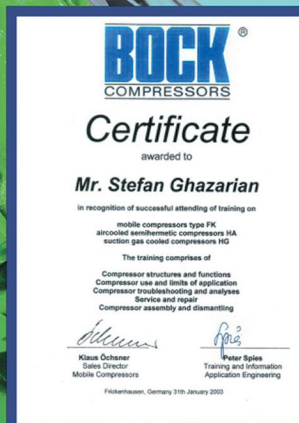 BOCK®
COMPRESSORS
Certificate
awarded to
Mr. Stefan Ghazarian
in recognition of successful attending of training on
mobile compressors type FK
aircooled semihermetic compressors HA
suction gas cooled compressors HG
The training comprises of
Compressor structures and functions
Compressor use and limits of application
Compressor troubleshooting and analyses
Service and repair
Compressor assembly and dismantling
Klaus Öchsner Peter Spies
Sales Director Training and Information
Mobile Compressors Application Engineering
Frickenhausen, Germany 31th January 2003